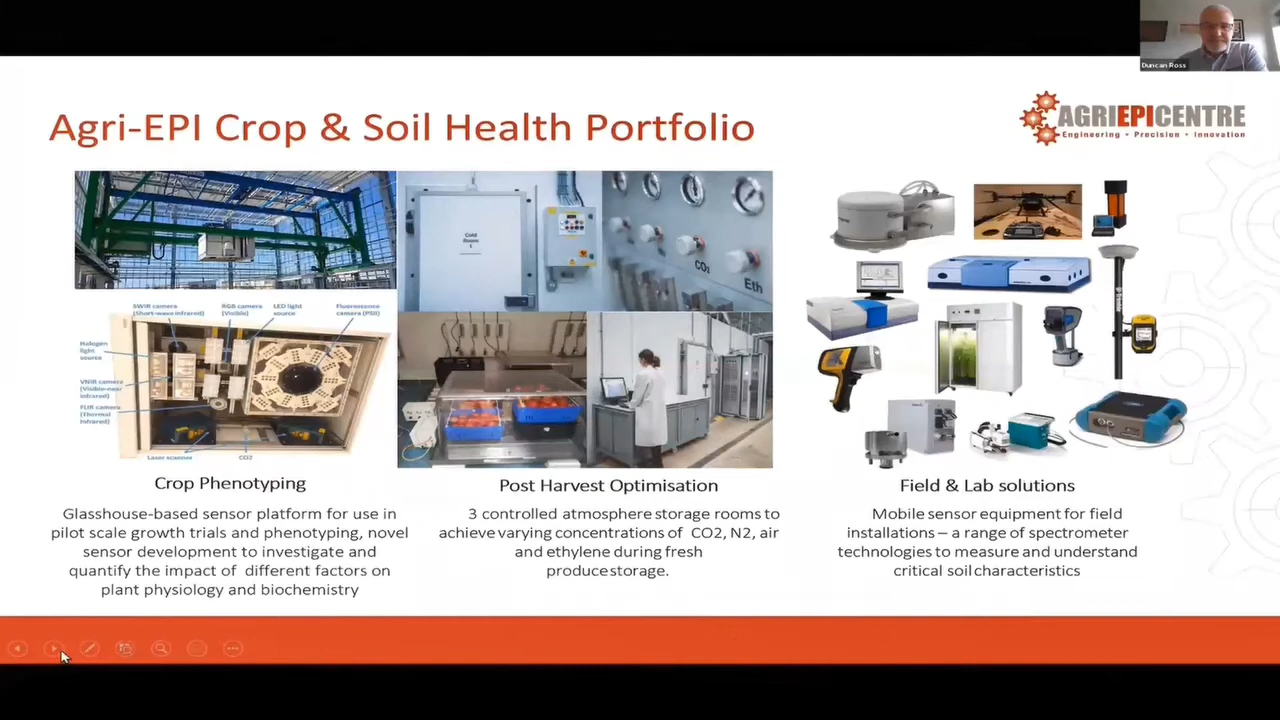 Duncan Ross
Agri-EPI Crop & Soil Health Portfolio
AGRIEPICENTRE
Engineering • Precision • Innovation
Cold
Room
CO₂
Eth
SWIR camera
(Short-wave infrared)
RGB camera
(Visible)
LED light
source
Fluorescence
camera (PSII)
Halogen
light
source
VNIR camera
(Visible-near
infrared)
FLIR camera
(Thermal
infrared)
Laser scanner
CO2
Crop Phenotyping
Glasshouse-based sensor platform for use in
pilot scale growth trials and phenotyping, novel
sensor development to investigate and
quantify the impact of different factors on
plant physiology and biochemistry
Post Harvest Optimisation
3 controlled atmosphere storage rooms to
achieve varying concentrations of CO2, N2, air
and ethylene during fresh
produce storage.
Field & Lab solutions
Mobile sensor equipment for field
installations – a range of spectrometer
technologies to measure and understand
critical soil characteristics